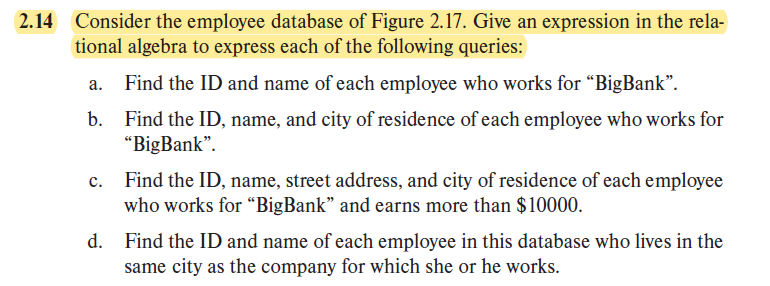 2.14 Consider the employee database of Figure 2.17. Give an expression in the rela-
tional algebra to express each of the following queries:
a. Find the ID and name of each employee who works for “BigBank”.
b. Find the ID, name, and city of residence of each employee who works for
“BigBank”.
c. Find the ID, name, street address, and city of residence of each employee
who works for “BigBank” and earns more than $10000.
d. Find the ID and name of each employee in this database who lives in the
same city as the company for which she or he works.